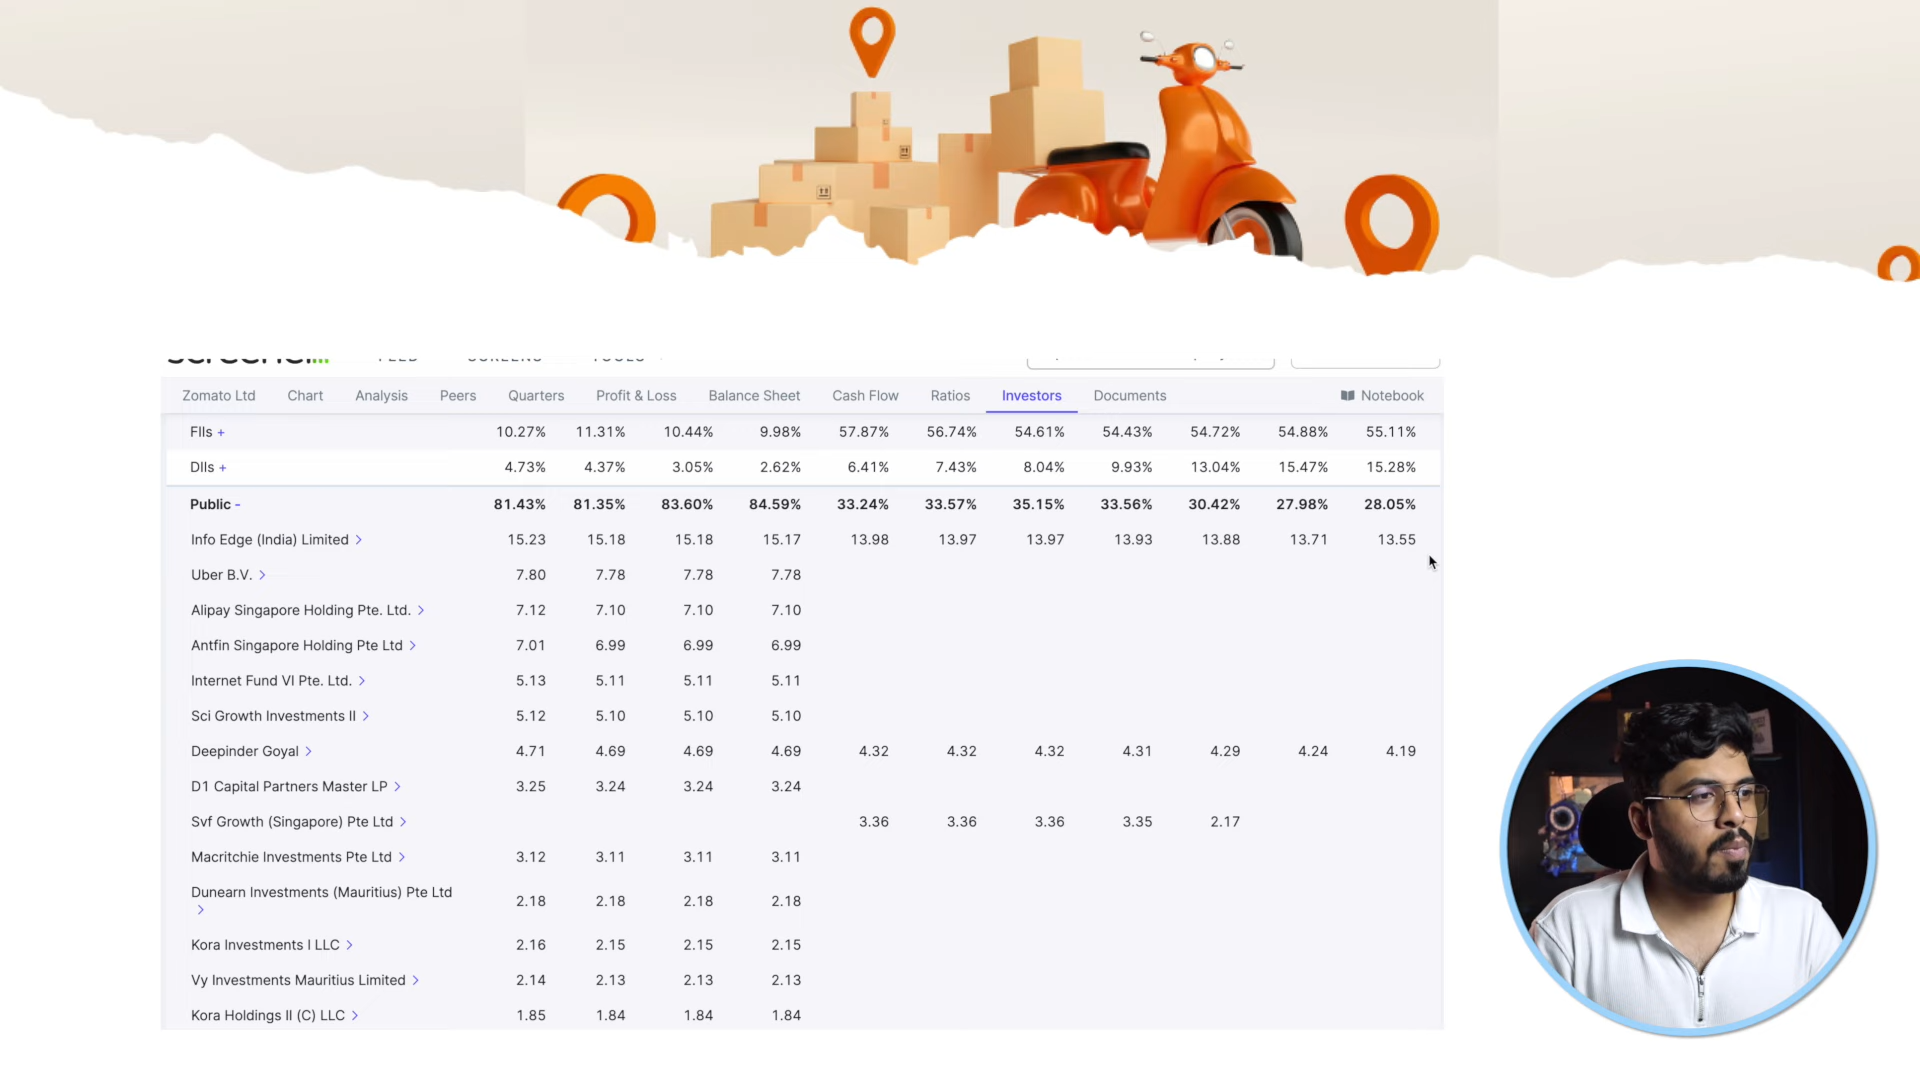 screener
FEED SCREENS TOOLS
Zomato Ltd Chart Analysis Peers Quarters Profit & Loss Balance Sheet Cash Flow Ratios Investors Documents Notebook
FIIs + 10.27% 11.31% 10.44% 9.98% 57.87% 56.74% 54.61% 54.43% 54.72% 54.88% 55.11%
DIIs + 4.73% 4.37% 3.05% 2.62% 6.41% 7.43% 8.04% 9.93% 13.04% 15.47% 15.28%
Public - 81.43% 81.35% 83.60% 84.59% 33.24% 33.57% 35.15% 33.56% 30.42% 27.98% 28.05%
Info Edge (India) Limited > 15.23 15.18 15.18 15.17 13.98 13.97 13.97 13.93 13.88 13.71 13.55
Uber B.V. > 7.80 7.78 7.78 7.78
Alipay Singapore Holding Pte. Ltd. > 7.12 7.10 7.10 7.10
Antfin Singapore Holding Pte Ltd > 7.01 6.99 6.99 6.99
Internet Fund VI Pte. Ltd. > 5.13 5.11 5.11 5.11
Sci Growth Investments II > 5.12 5.10 5.10 5.10
Deepinder Goyal > 4.71 4.69 4.69 4.69 4.32 4.32 4.32 4.31 4.29 4.24 4.19
D1 Capital Partners Master LP > 3.25 3.24 3.24 3.24
Svf Growth (Singapore) Pte Ltd > 3.36 3.36 3.36 3.35 2.17
Macritchie Investments Pte Ltd > 3.12 3.11 3.11 3.11
Dunearn Investments (Mauritius) Pte Ltd > 2.18 2.18 2.18 2.18
Kora Investments I LLC > 2.16 2.15 2.15 2.15
Vy Investments Mauritius Limited > 2.14 2.13 2.13 2.13
Kora Holdings II (C) LLC > 1.85 1.84 1.84 1.84